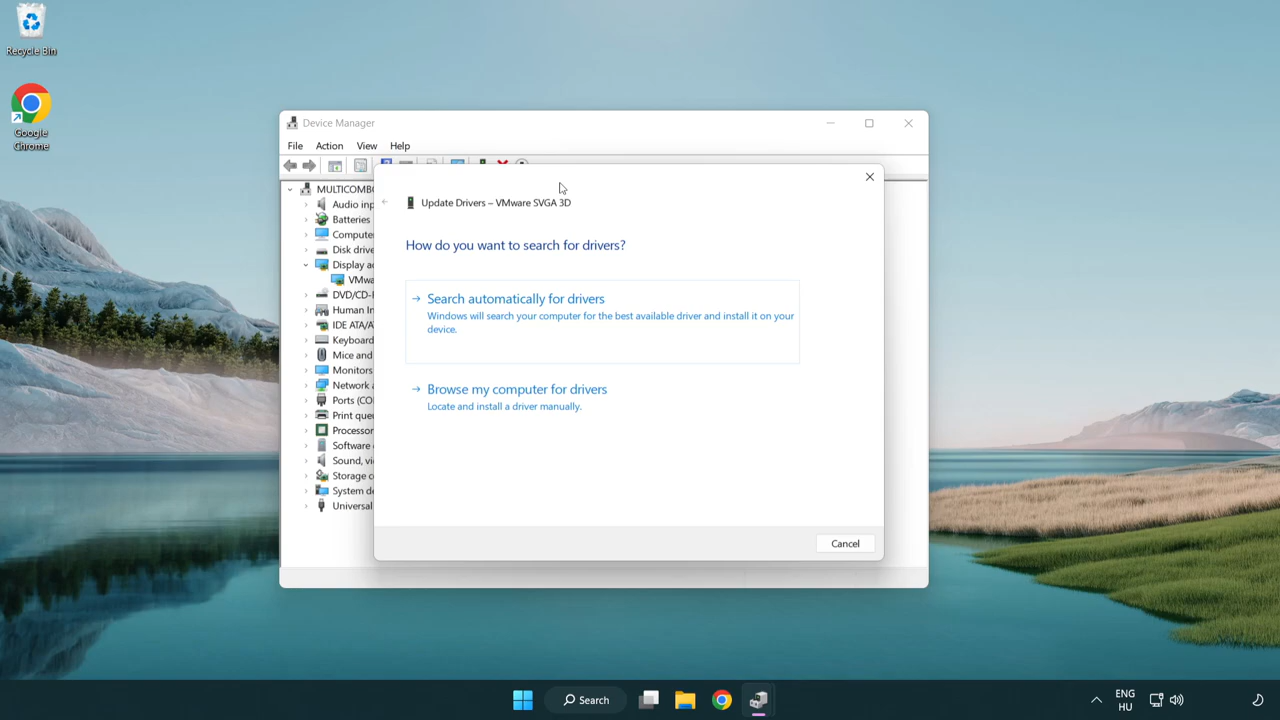 Recycle Bin
Google
Chrome
Device Manager
File Action View Help
Update Drivers – VMware SVGA 3D
How do you want to search for drivers?
Search automatically for drivers
Windows will search your computer for the best available driver and install it on your
device.
Browse my computer for drivers
Locate and install a driver manually.
Cancel
MULTICOMB
Audio inp
Batteries
Compute
Disk drive
Display a
VMwa
DVD/CD-
Human In
IDE ATA/A
Keyboard
Mice and
Monitors
Network a
Ports (CO
Print que
Processor
Software
Sound, vi
Storage c
System de
Universal
Search
ENG
HU